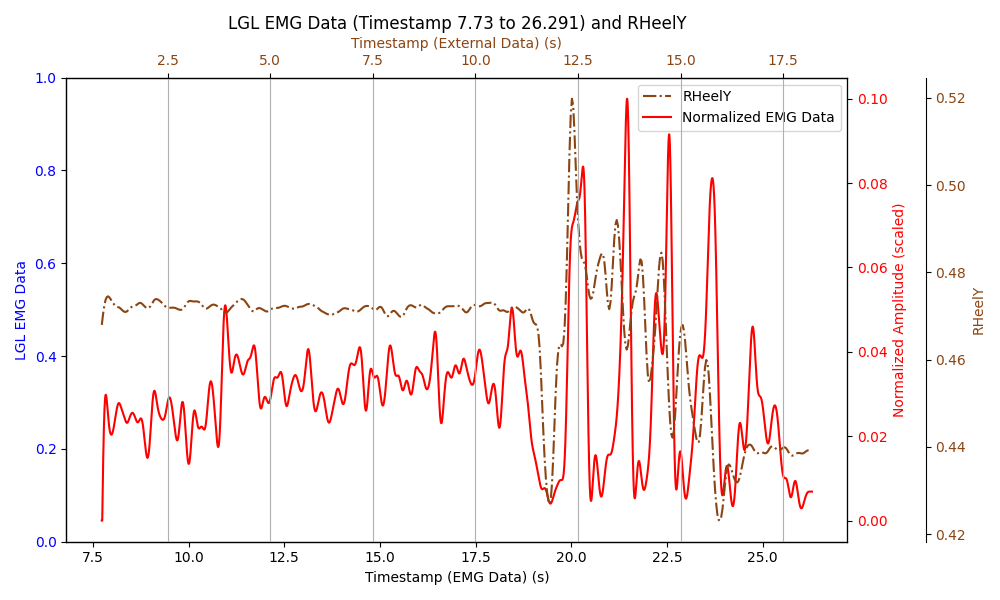 LGL EMG Data (Timestamp 7.73 to 26.291) and RHeelY
Timestamp (External Data) (s)
2.5 5.0 7.5 10.0 12.5 15.0 17.5
RHeelY
Normalized EMG Data
LGL EMG Data
1.0
0.8
0.6
0.4
0.2
0.0
Normalized Amplitude (scaled)
0.10
0.08
0.06
0.04
0.02
0.00
RHeelY
0.52
0.50
0.48
0.46
0.44
0.42
7.5 10.0 12.5 15.0 17.5 20.0 22.5 25.0
Timestamp (EMG Data) (s)